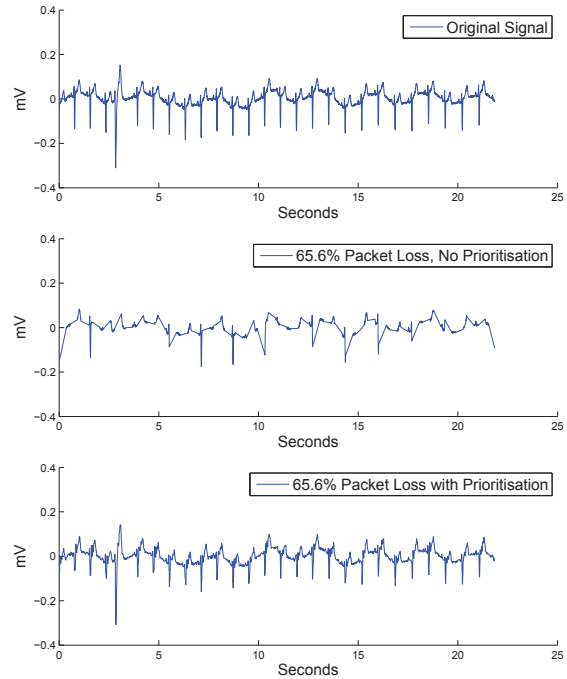 Original Signal
0.4
0.2
0
−0.2
−0.4
mV
0 5 10 15 20 25
Seconds
65.6% Packet Loss, No Prioritisation
0.4
0.2
0
−0.2
−0.4
mV
0 5 10 15 20 25
Seconds
65.6% Packet Loss with Prioritisation
0.4
0.2
0
−0.2
−0.4
mV
0 5 10 15 20 25
Seconds